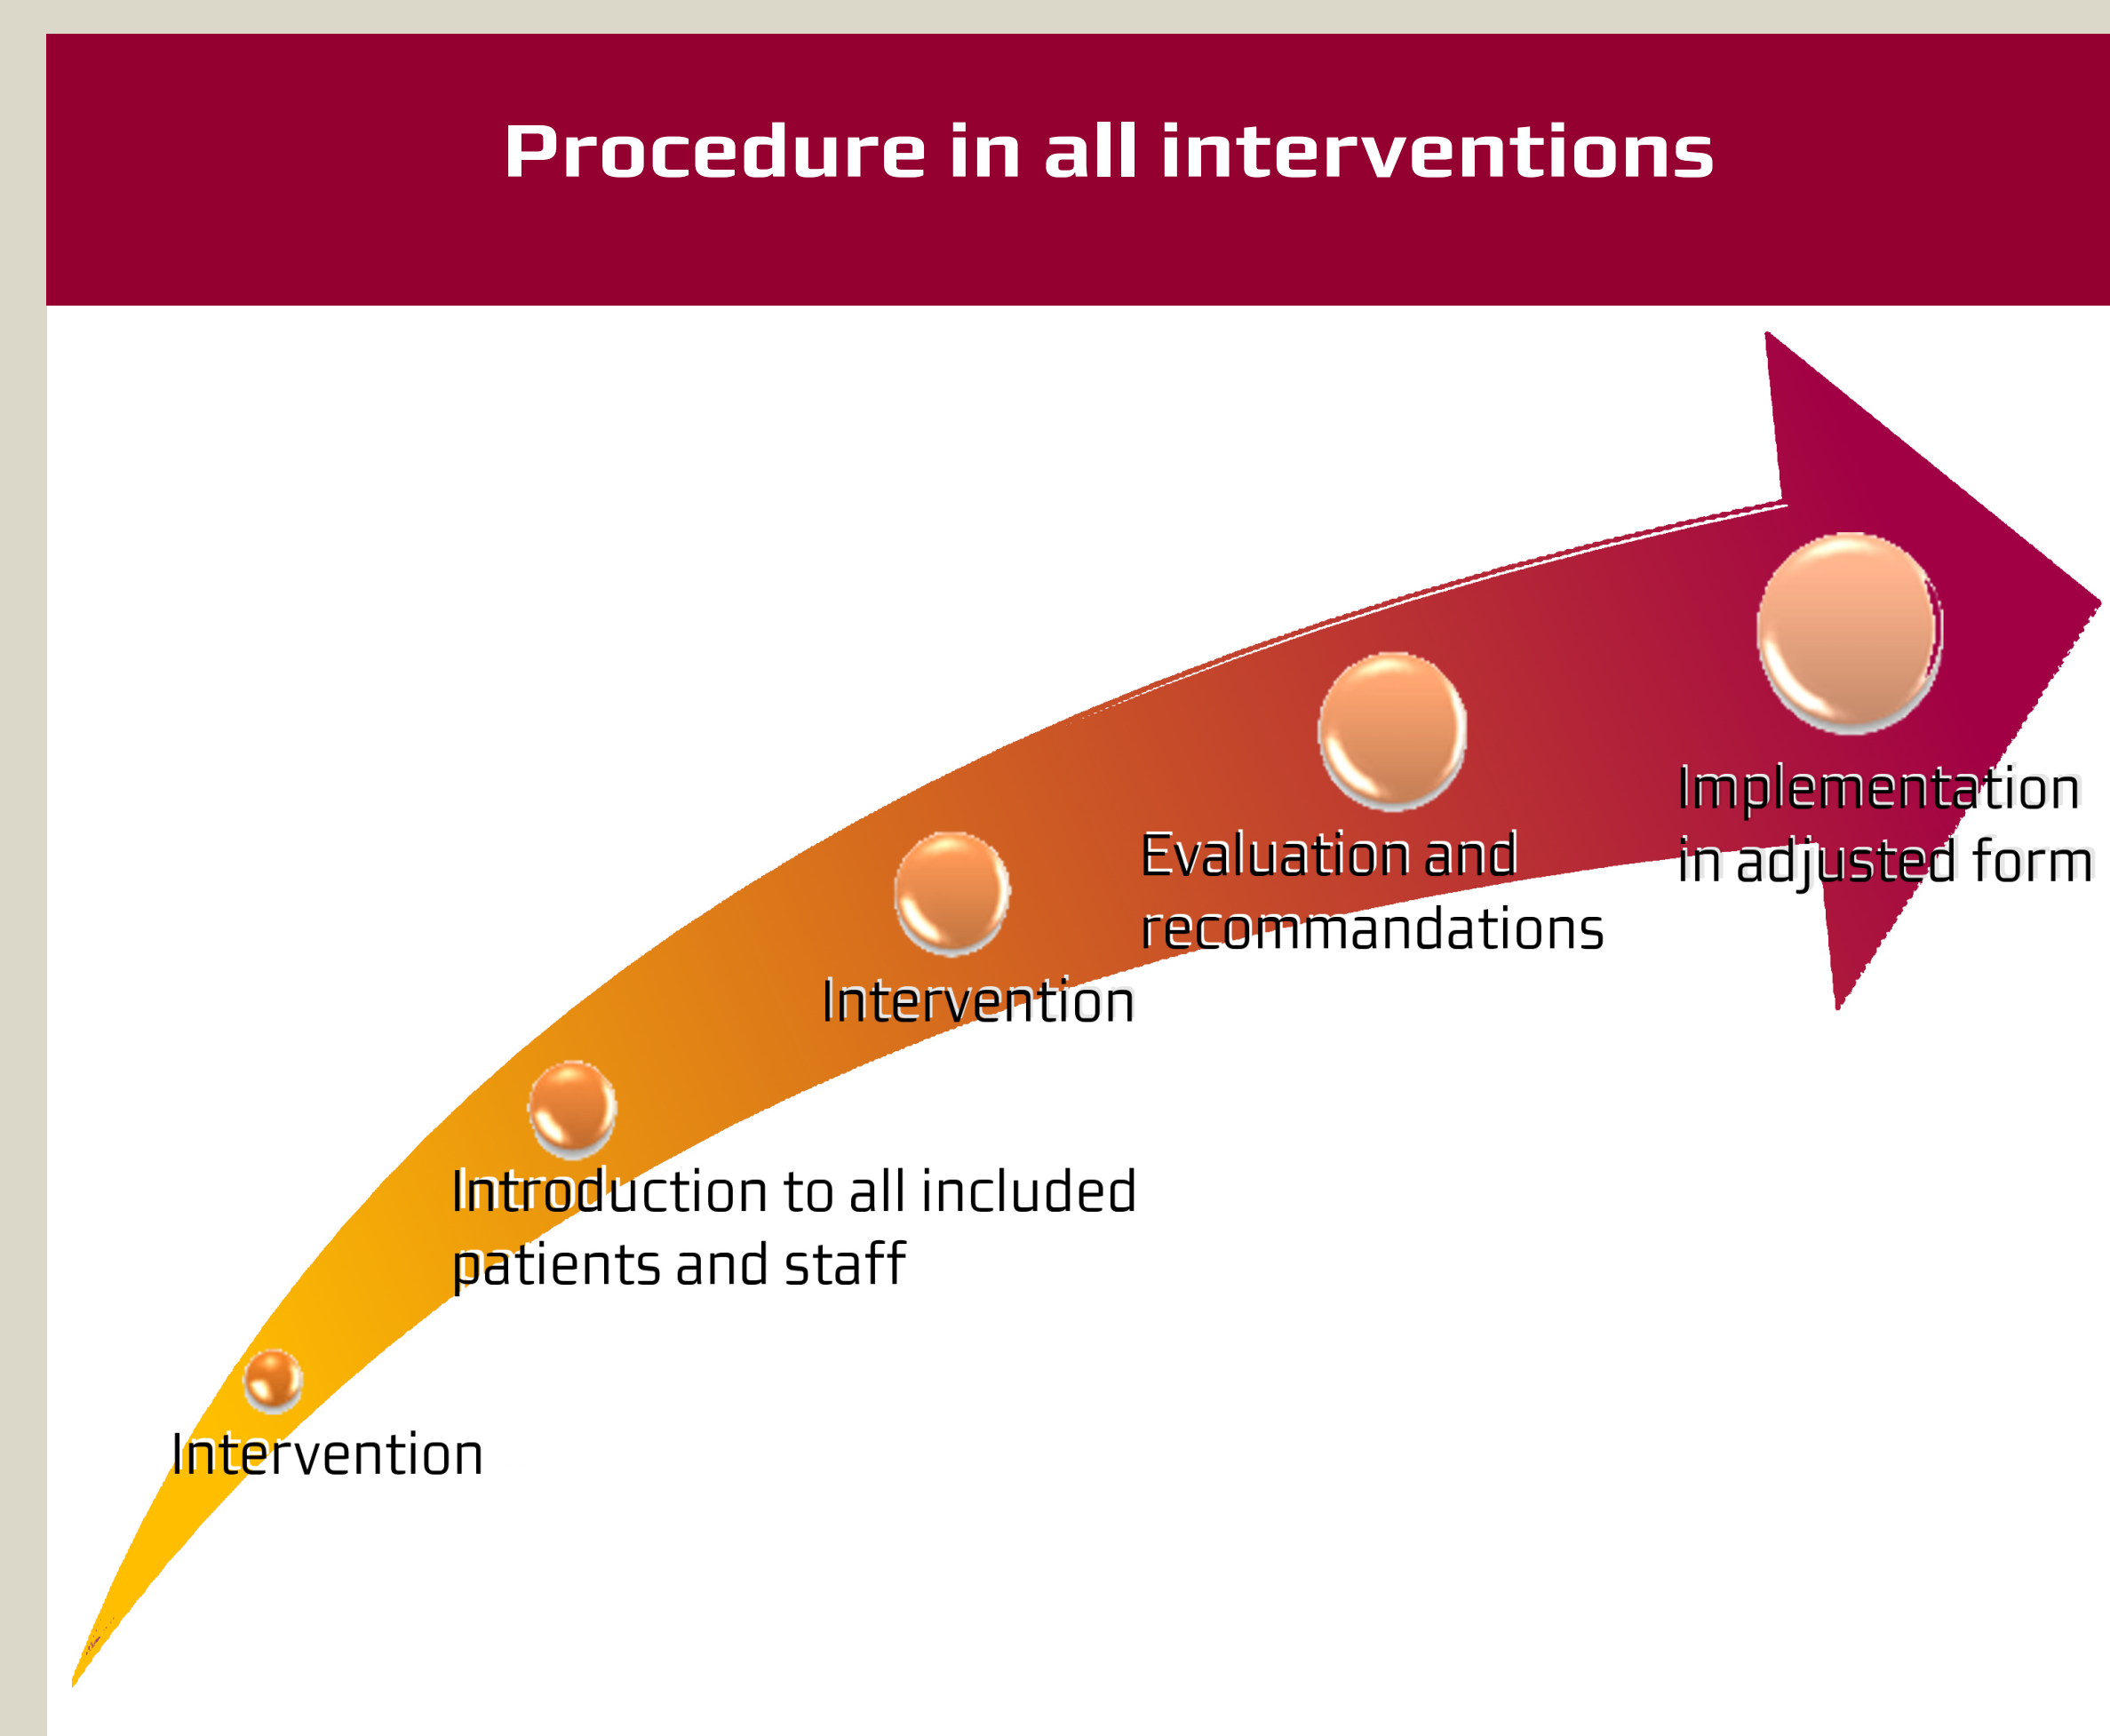 Procedure in all interventions
Intervention
Introduction to all included
patients and staff
Intervention
Evaluation and
recommandations
Implementation
in adjusted form